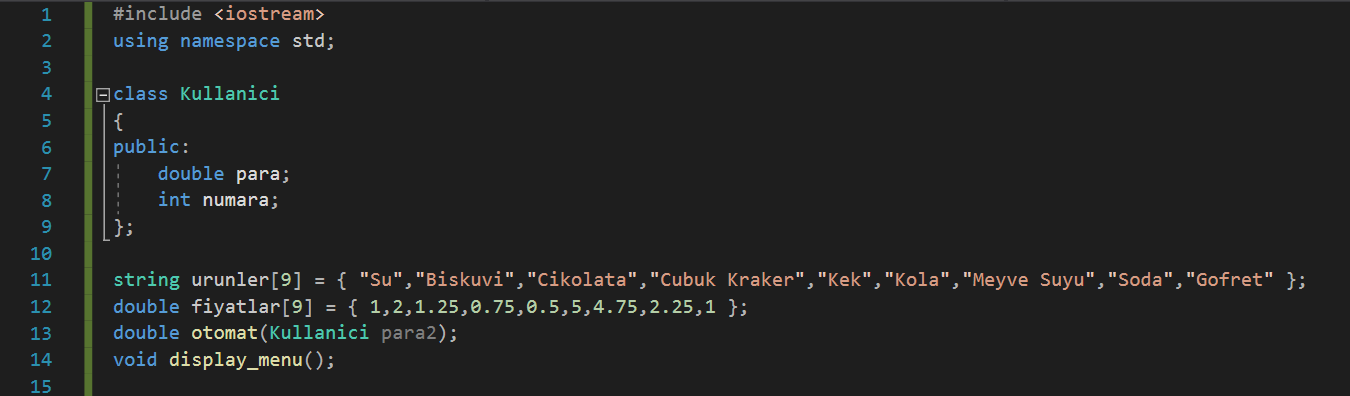 1 #include <iostream>
2 using namespace std;
3
4 class Kullanici
5 {
6 public:
7 double para;
8 int numara;
9 };
10
11 string urunler[9] = { "Su","Biskuvi","Cikolata","Cubuk Kraker","Kek","Kola","Meyve Suyu","Soda","Gofret" };
12 double fiyatlar[9] = { 1,2,1.25,0.75,0.5,5,4.75,2.25,1 };
13 double otomat(Kullanici para2);
14 void display_menu();
15